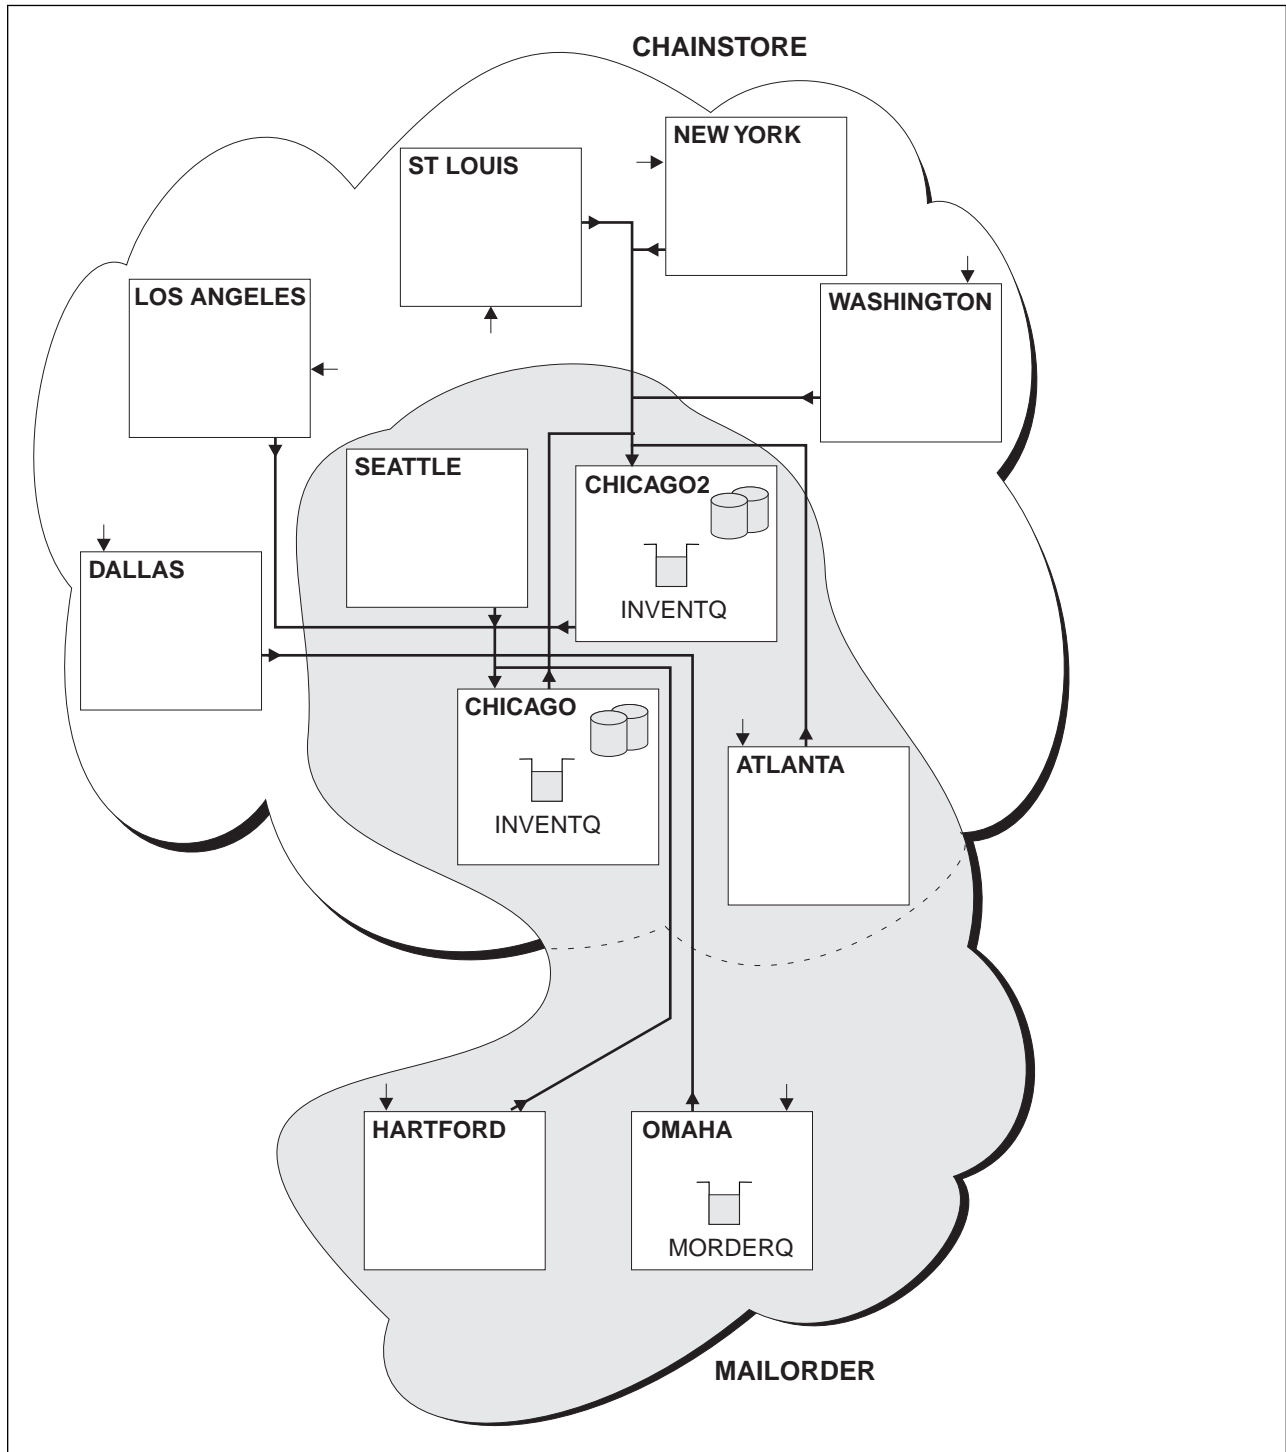 CHAINSTORE
NEW YORK
ST LOUIS
LOS ANGELES
WASHINGTON
SEATTLE
CHICAGO2
INVENTQ
DALLAS
CHICAGO
INVENTQ
ATLANTA
HARTFORD
OMAHA
MORDERQ
MAILORDER